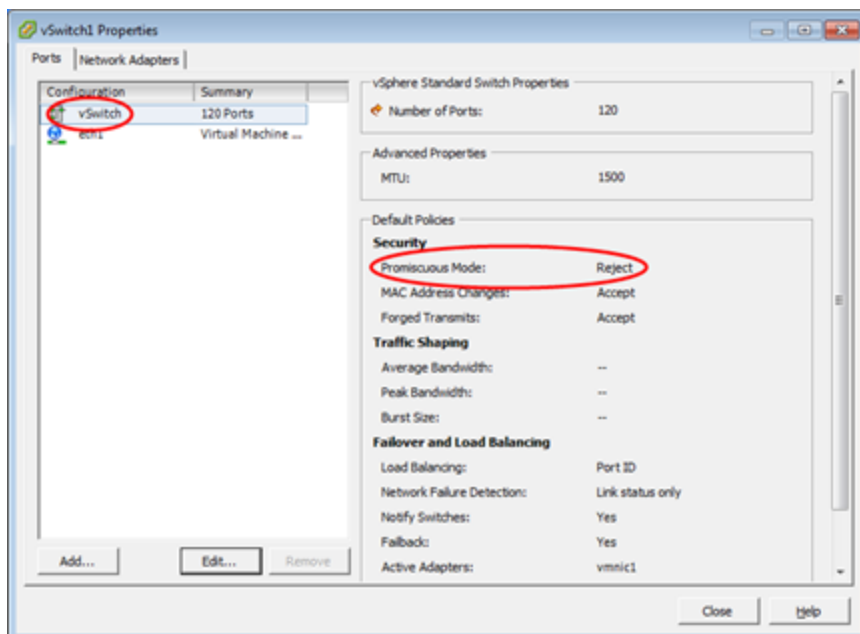 vSwitch1 Properties
Ports Network Adapters
Configuration Summary
vSwitch 120 Ports
eth1 Virtual Machine ...
vSphere Standard Switch Properties
Number of Ports: 120
Advanced Properties
MTU: 1500
Default Policies
Security
Promiscuous Mode: Reject
MAC Address Changes: Accept
Forged Transmits: Accept
Traffic Shaping
Average Bandwidth: --
Peak Bandwidth: --
Burst Size: --
Failover and Load Balancing
Load Balancing: Port ID
Network Failure Detection: Link status only
Notify Switches: Yes
Failback: Yes
Active Adapters: vmnic1
Add... Edit... Remove
Close Help